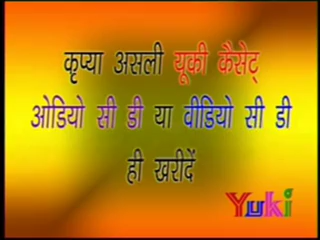 कृप्या असली यूकी कैसेट्
ओडियो सी डी या वीडियो सी डी
ही खरीदें
Yuki